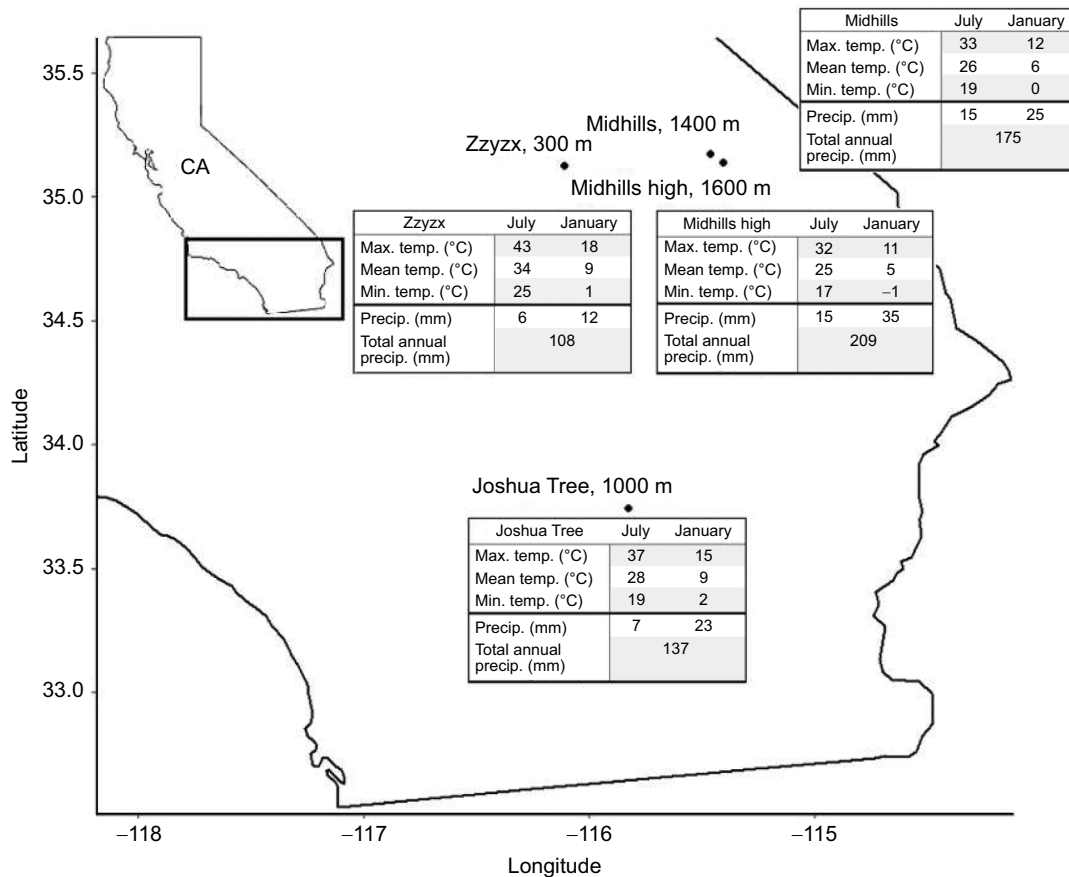 Midhills July January
Max. temp. (°C) 33 12
Mean temp. (°C) 26 6
Min. temp. (°C) 19 0
Precip. (mm) 15 25
Total annual 175
precip. (mm)
35.5
35.0
34.5
34.0
33.5
33.0
Latitude
CA
Midhills, 1400 m
Zzyzx, 300 m
Midhills high, 1600 m
Zzyzx July January
Max. temp. (°C) 43 18
Mean temp. (°C) 34 9
Min. temp. (°C) 25 1
Precip. (mm) 6 12
Total annual 108
precip. (mm)
Midhills high July January
Max. temp. (°C) 32 11
Mean temp. (°C) 25 5
Min. temp. (°C) 17 −1
Precip. (mm) 15 35
Total annual 209
precip. (mm)
Joshua Tree, 1000 m
Joshua Tree July January
Max. temp. (°C) 37 15
Mean temp. (°C) 28 9
Min. temp. (°C) 19 2
Precip. (mm) 7 23
Total annual 137
precip. (mm)
−118 −117 −116 −115
Longitude